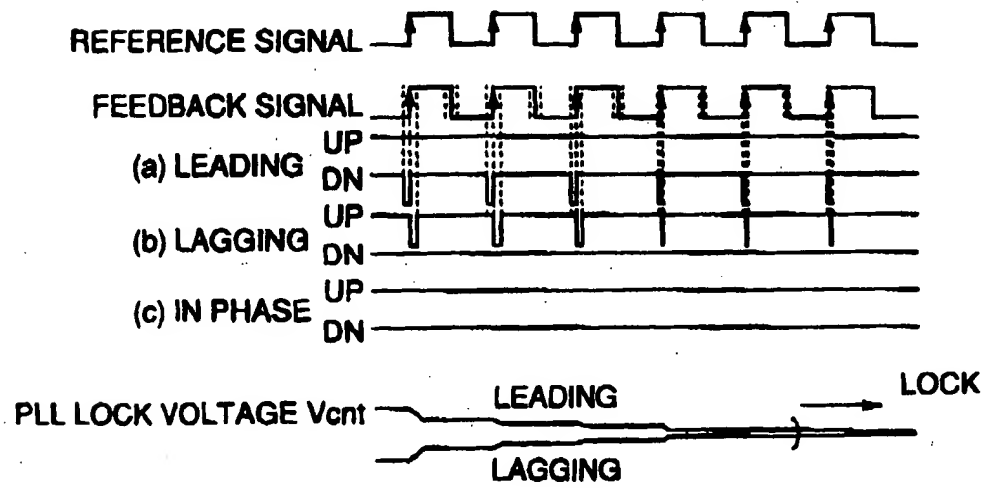 REFERENCE SIGNAL
FEEDBACK SIGNAL
UP
(a) LEADING
DN
UP
(b) LAGGING
DN
UP
(c) IN PHASE
DN
LOCK
LEADING
PLL LOCK VOLTAGE Vcnt
LAGGING